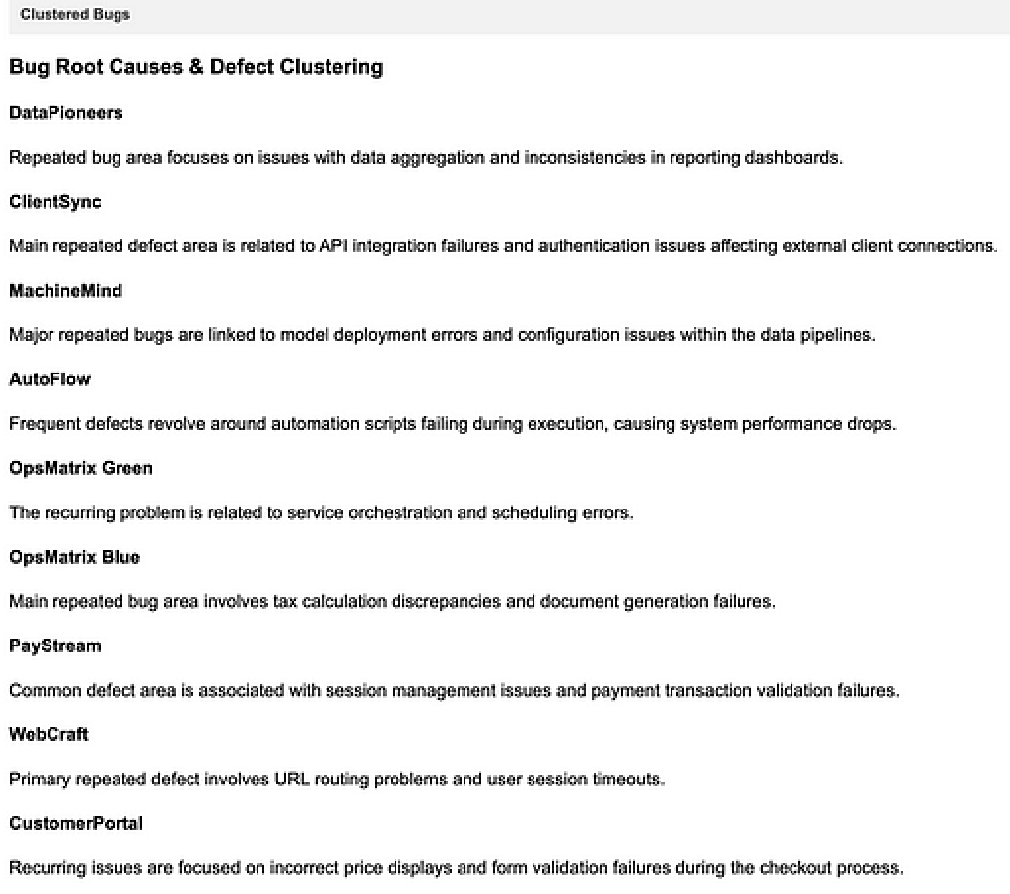 Clustered Bugs
Bug Root Causes & Defect Clustering
DataPioneers
Repeated bug area focuses on issues with data aggregation and inconsistencies in reporting dashboards.
ClientSync
Main repeated defect area is related to API integration failures and authentication issues affecting external client connections.
MachineMind
Major repeated bugs are linked to model deployment errors and configuration issues within the data pipelines.
AutoFlow
Frequent defects revolve around automation scripts failing during execution, causing system performance drops.
OpsMatrix Green
The recurring problem is related to service orchestration and scheduling errors.
OpsMatrix Blue
Main repeated bug area involves tax calculation discrepancies and document generation failures.
PayStream
Common defect area is associated with session management issues and payment transaction validation failures.
WebCraft
Primary repeated defect involves URL routing problems and user session timeouts.
CustomerPortal
Recurring issues are focused on incorrect price displays and form validation failures during the checkout process.